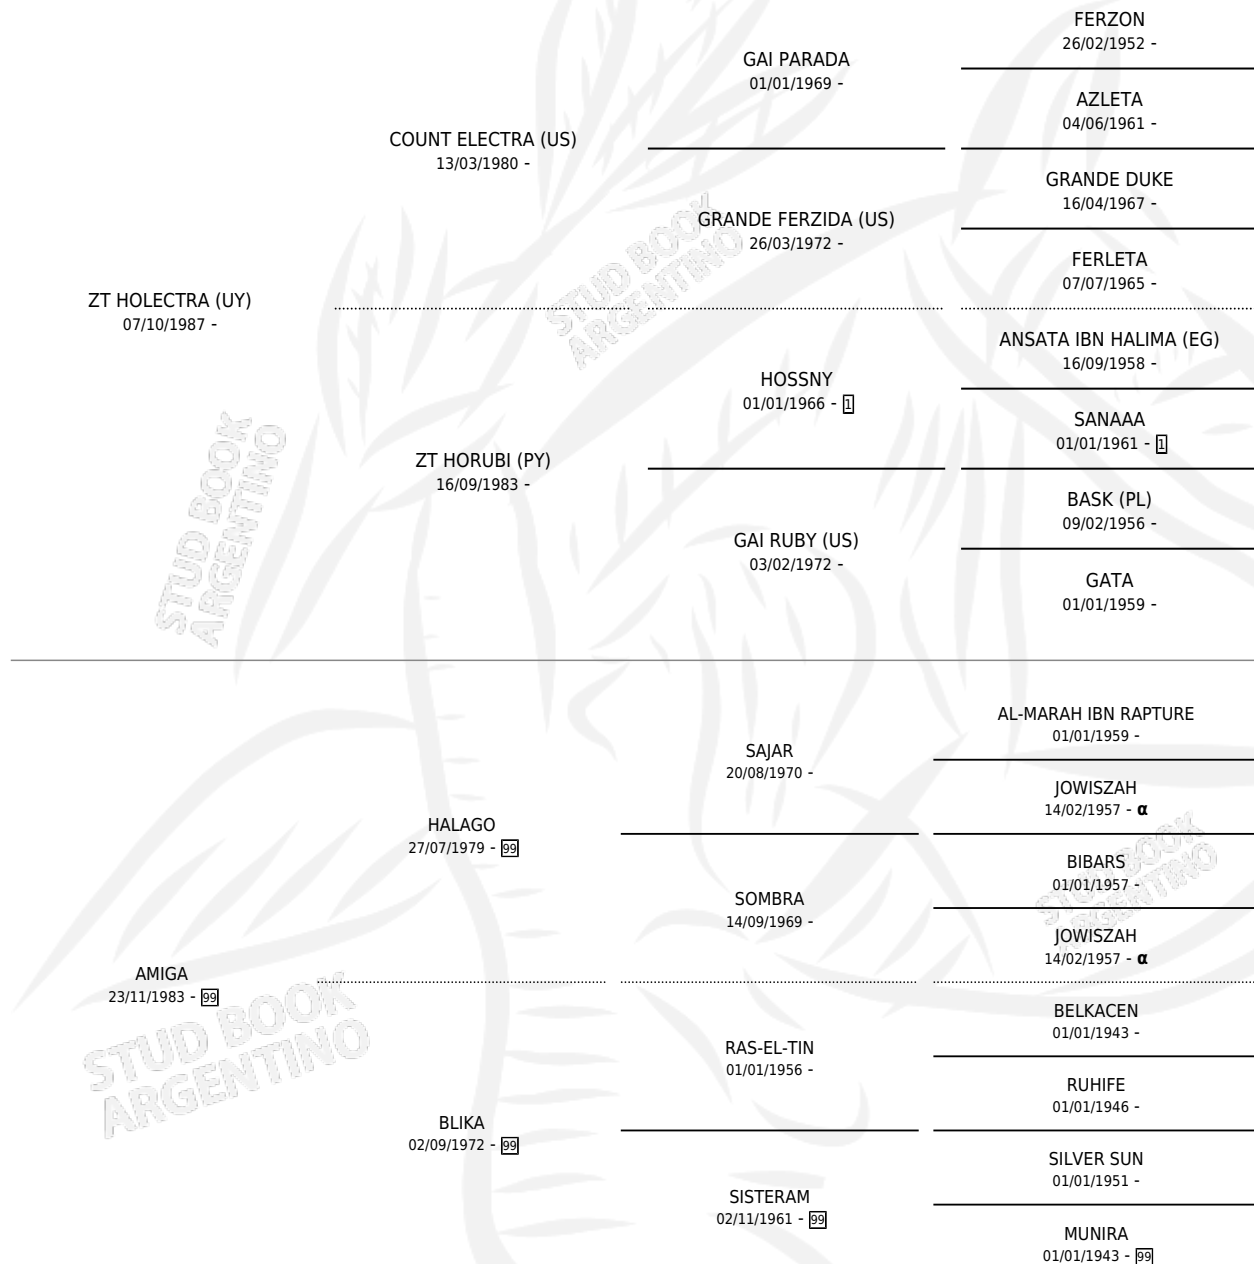 FERZON
26/02/1952 -
GAI PARADA
01/01/1969 -
AZLETA
04/06/1961 -
COUNT ELECTRA (US)
13/03/1980 -
GRANDE DUKE
16/04/1967 -
GRANDE FERZIDA (US)
26/03/1972 -
FERLETA
07/07/1965 -
ZT HOLECTRA (UY)
07/10/1987 -
ANSATA IBN HALIMA (EG)
16/09/1958 -
HOSSNY
01/01/1966 - 1
SANAAA
01/01/1961 - 1
ZT HORUBI (PY)
16/09/1983 -
BASK (PL)
09/02/1956 -
GAI RUBY (US)
03/02/1972 -
GATA
01/01/1959 -
AL-MARAH IBN RAPTURE
01/01/1959 -
SAJAR
20/08/1970 -
JOWISZAH
14/02/1957 - α
HALAGO
27/07/1979 - 99
BIBARS
01/01/1957 -
SOMBRA
14/09/1969 -
JOWISZAH
14/02/1957 - α
AMIGA
23/11/1983 - 99
BELKACEN
01/01/1943 -
RAS-EL-TIN
01/01/1956 -
RUHIFE
01/01/1946 -
BLIKA
02/09/1972 - 99
SILVER SUN
01/01/1951 -
SISTERAM
02/11/1961 - 99
MUNIRA
01/01/1943 - 99
STUD BOOK
ARGENTINO
STUD BOOK
ARGENTINO
STUD BOOK
ARGENTINO
STUD BOOK
ARGENTINO